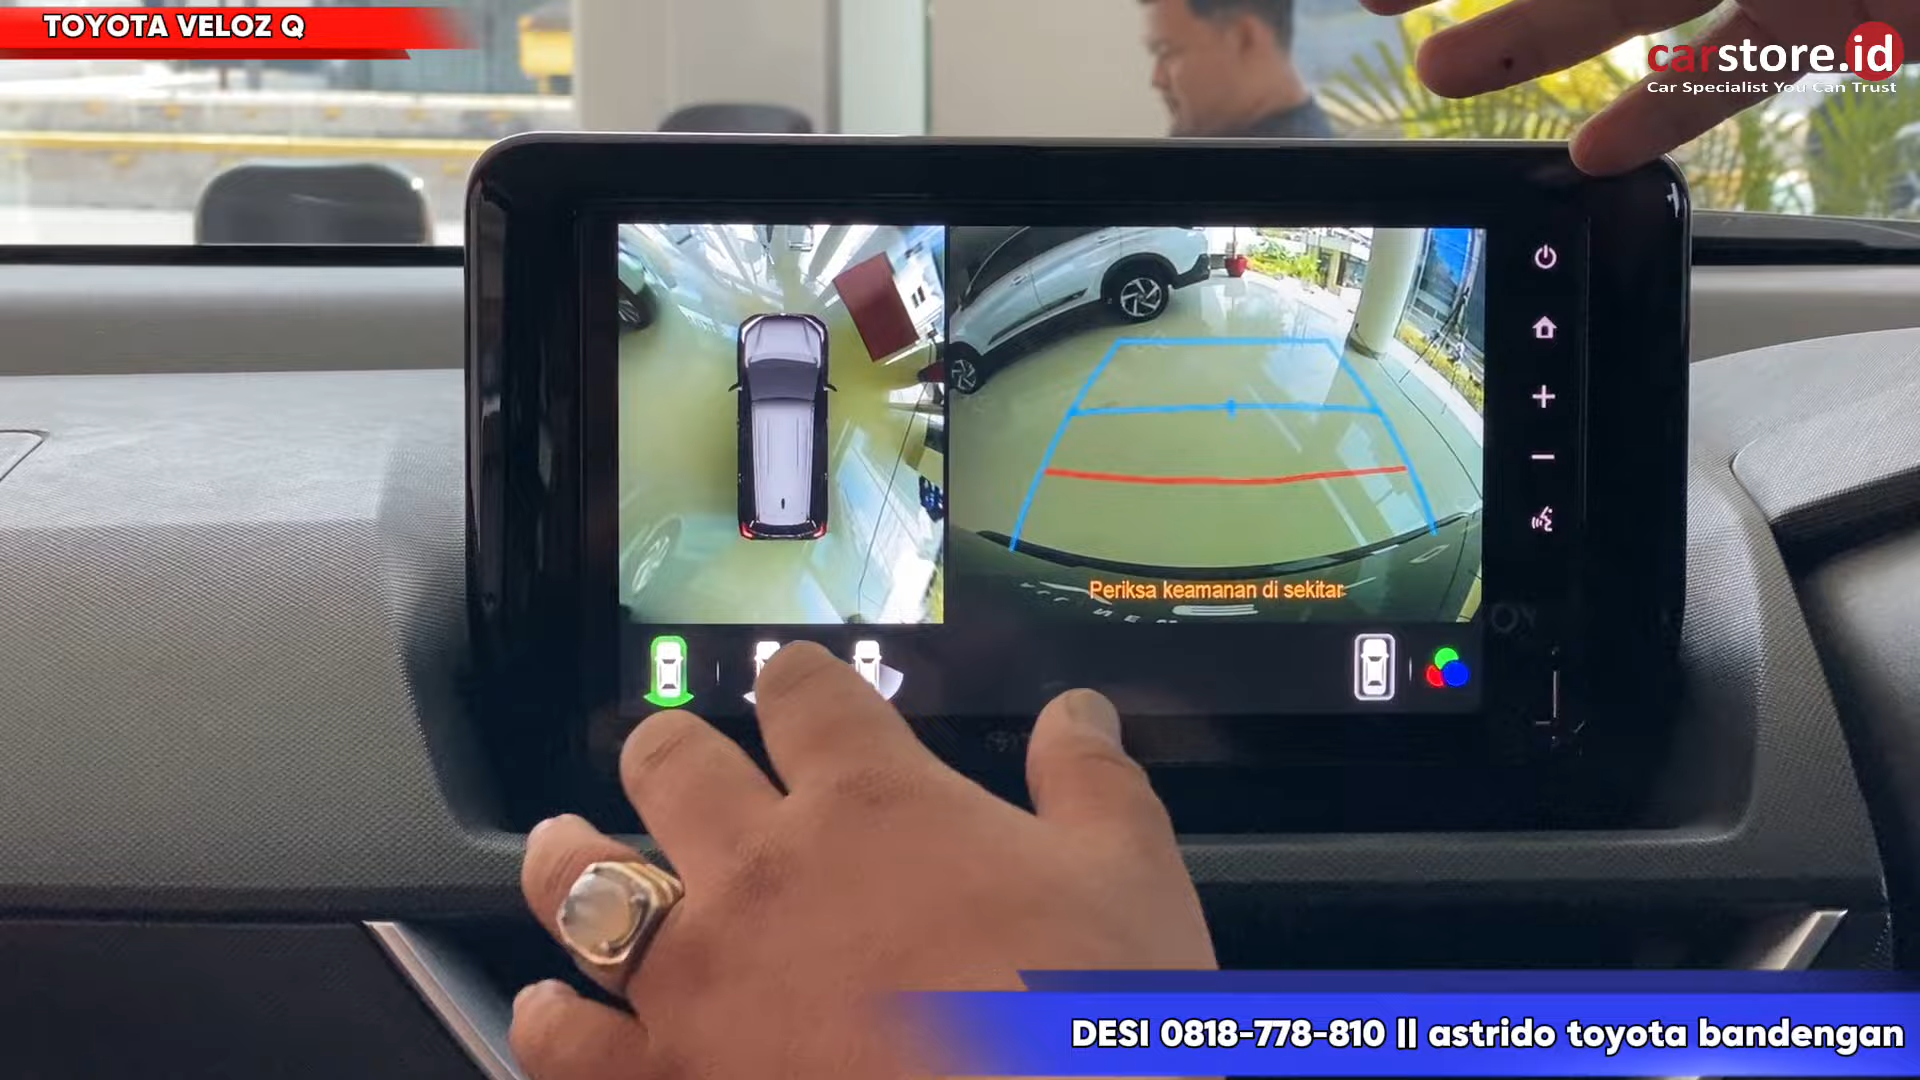 TOYOTA VELOZ Q
carstore.id
Car Specialist You Can Trust
Periksa keamanan di sekitar
DESI 0818-778-810 || astrido toyota bandengan